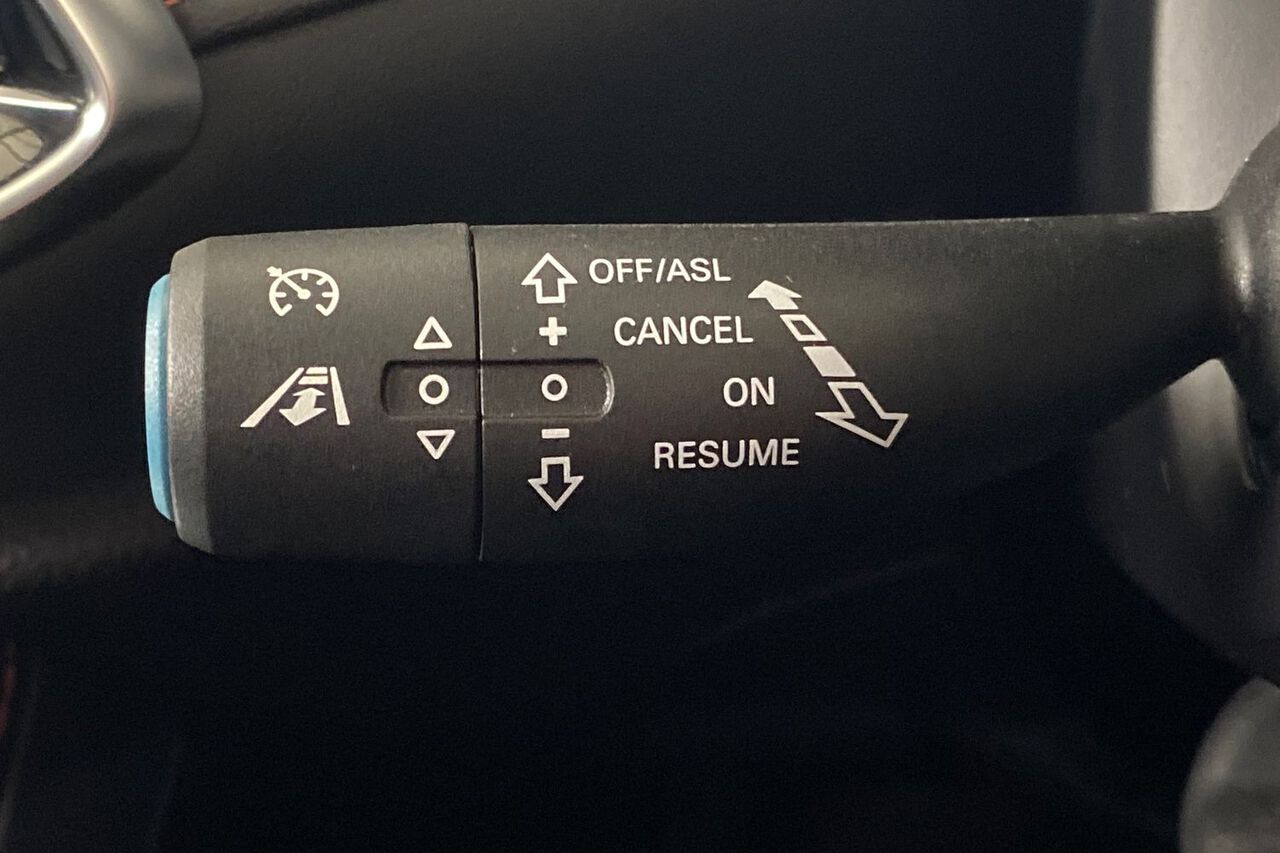 OFF/ASL
+
CANCEL
ON
-
RESUME